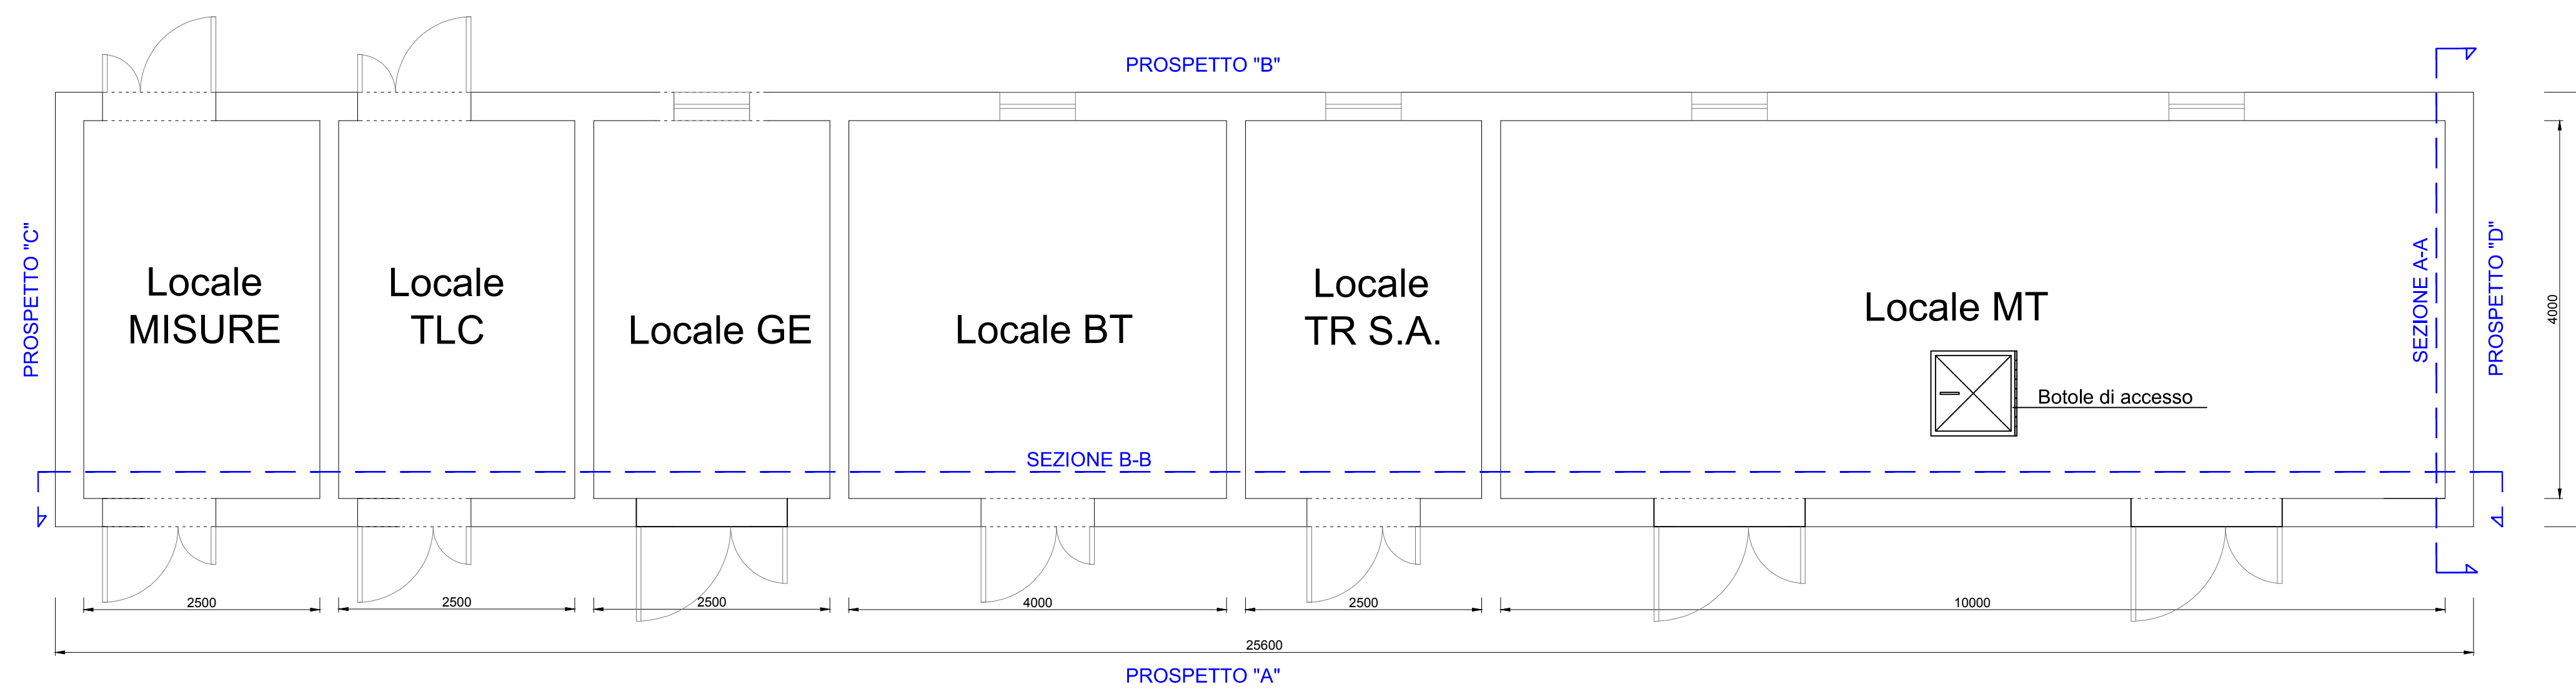 PROSPETTO "B"
PROSPETTO "C"
Locale
MISURE
Locale
TLC
Locale GE
Locale BT
Locale
TR S.A.
Locale MT
Botole di accesso
SEZIONE A-A
PROSPETTO "D"
4000
SEZIONE B-B
2500
2500
2500
4000
2500
10000
25600
PROSPETTO "A"